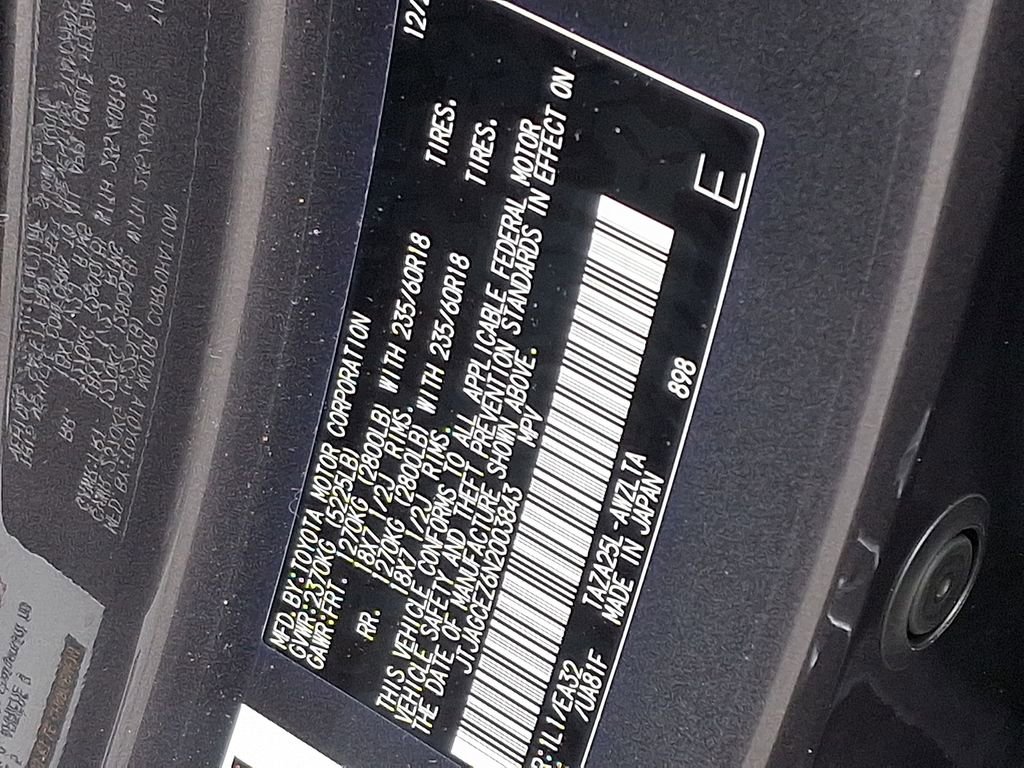 MFD.BY:TOYOTA MOTOR CORPORATION 12/
GVWR:2370KG (5225LB)
GAWR:FRT. 1270KG (2800LB) WITH 235/60R18 TIRES.
18X7 1/2J RIMS.
RR. 1270KG (2800LB) WITH 235/60R18 TIRES.
18X7 1/2J RIMS.
THIS VEHICLE CONFORMS TO ALL APPLICABLE FEDERAL MOTOR
VEHICLE SAFETY AND THEFT PREVENTION STANDARDS IN EFFECT ON
THE DATE OF MANUFACTURE SHOWN ABOVE.
JTJAGCEZ6N2003843 MPV
R:1L1/EA32 TAZA25L-AWZLTA 898 E
/UA81F MADE IN JAPAN